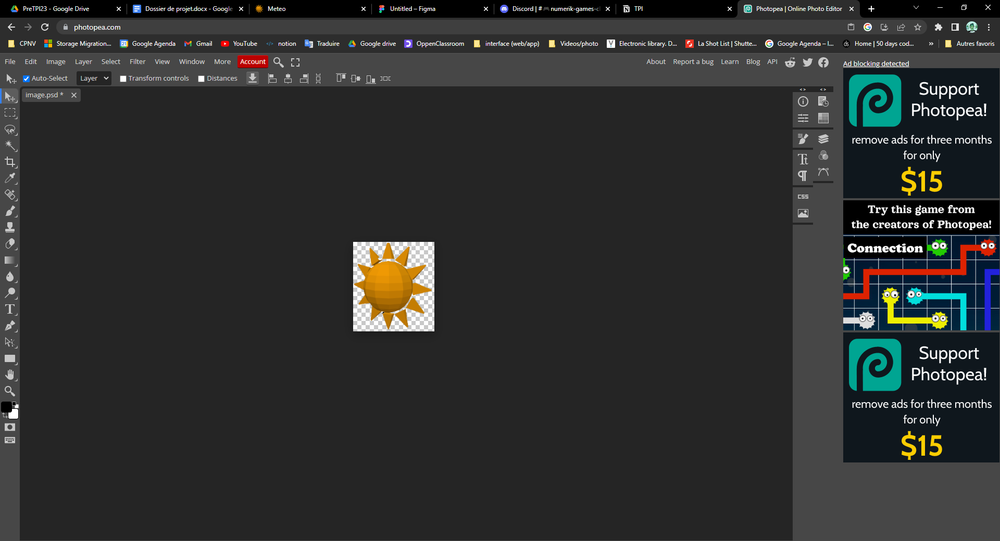 PreTPI23 - Google Drive
Dossier de projet.docx - Google
Meteo
Untitled – Figma
Discord | #🎮numerik-games-cl
TPI
Photopea | Online Photo Editor
photopea.com
CPNV
Storage Migration...
21
Google Agenda
Gmail
YouTube
notion
Traduire
Google drive
OppenClassroom
interface (web/app)
Videos/photo
Electronic library. D...
La Shot List | Shutte...
Google Agenda – I...
ds
Home | 50 days cod...
»
Autres favoris
File
Edit
Image
Layer
Select
Filter
View
Window
More
Account
About
Report a bug
Learn
Blog
API
Ad blocking detected
Auto-Select
Layer
Transform controls
Distances
image.psd *
< >
< >
CSS
Support
Photopea!
remove ads for three months
for only
$15
Try this game from
the creators of Photopea!
Connection
Support
Photopea!
remove ads for three months
for only
$15